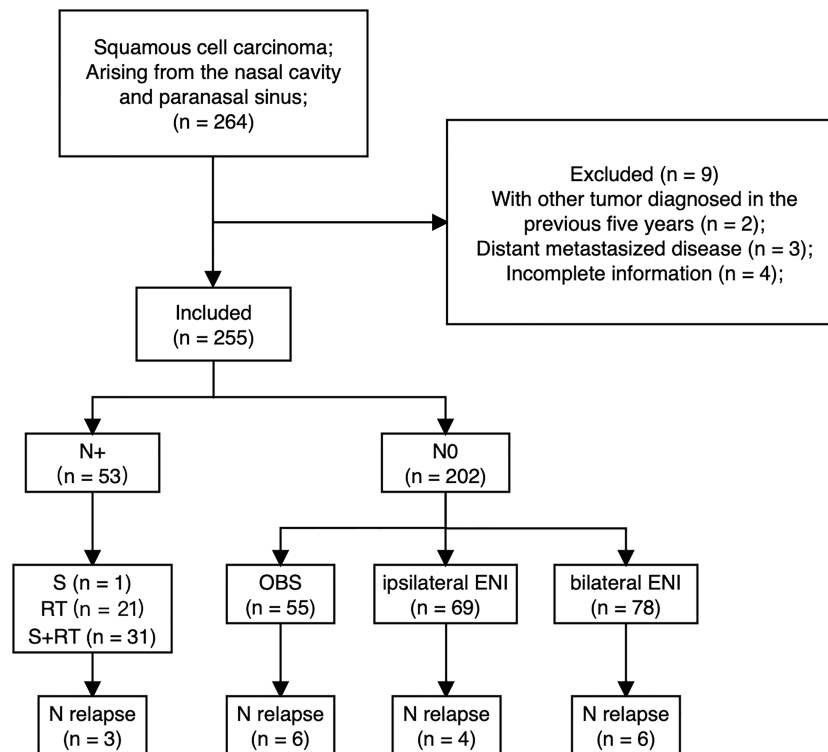 Squamous cell carcinoma;
Arising from the nasal cavity
and paranasal sinus;
(n = 264)
Excluded (n = 9)
With other tumor diagnosed in the
previous five years (n = 2);
Distant metastasized disease (n = 3);
Incomplete information (n = 4);
Included
(n = 255)
N+
(n = 53)
N0
(n = 202)
S (n = 1)
RT (n = 21)
S+RT (n = 31)
OBS
(n = 55)
ipsilateral ENI
(n = 69)
bilateral ENI
(n = 78)
N relapse
(n = 3)
N relapse
(n = 6)
N relapse
(n = 4)
N relapse
(n = 6)